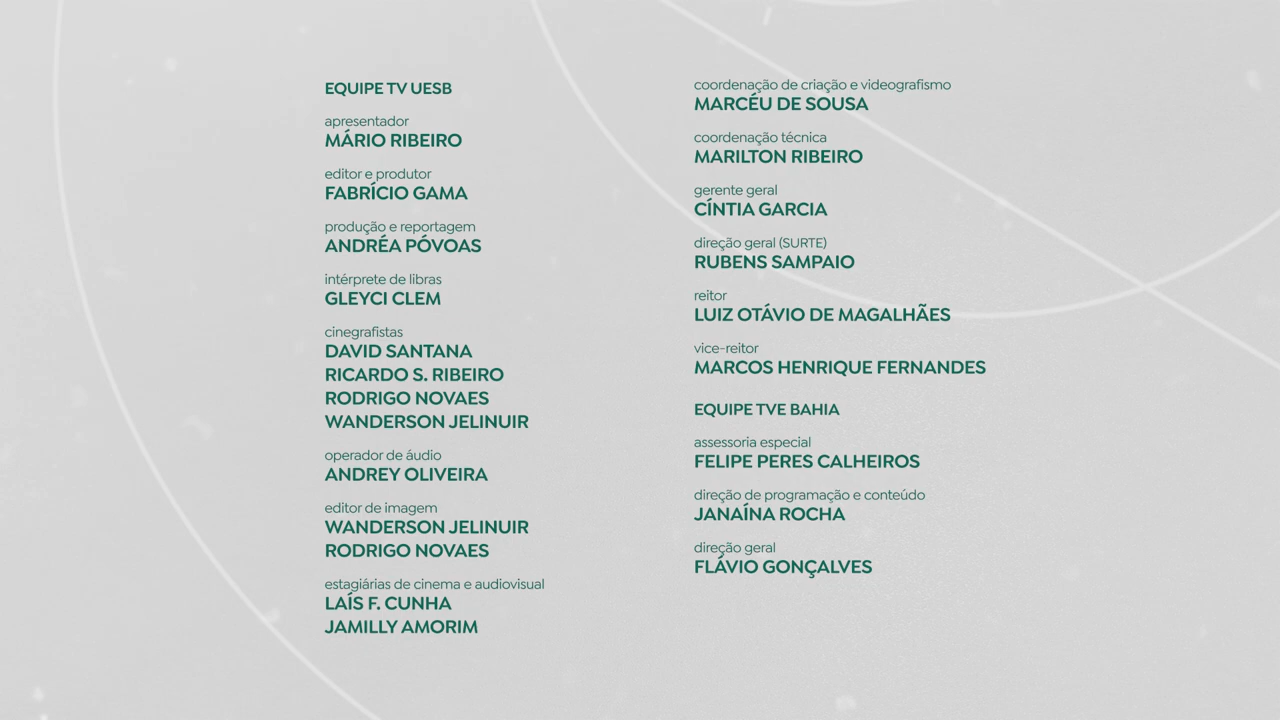 EQUIPE TV UESB
apresentador
MÁRIO RIBEIRO
editor e produtor
FABRÍCIO GAMA
produção e reportagem
ANDRÉA PÓVOAS
intérprete de libras
GLEYCI CLEM
cinegrafistas
DAVID SANTANA
RICARDO S. RIBEIRO
RODRIGO NOVAES
WANDERSON JELINUIR
operador de áudio
ANDREY OLIVEIRA
editor de imagem
WANDERSON JELINUIR
RODRIGO NOVAES
estagiárias de cinema e audiovisual
LAÍS F. CUNHA
JAMILLY AMORIM
coordenação de criação e videografismo
MARCÉU DE SOUSA
coordenação técnica
MARILTON RIBEIRO
gerente geral
CÍNTIA GARCIA
direção geral (SURTE)
RUBENS SAMPAIO
reitor
LUIZ OTÁVIO DE MAGALHÃES
vice-reitor
MARCOS HENRIQUE FERNANDES
EQUIPE TVE BAHIA
assessoria especial
FELIPE PERES CALHEIROS
direção de programação e conteúdo
JANAÍNA ROCHA
direção geral
FLÁVIO GONÇALVES